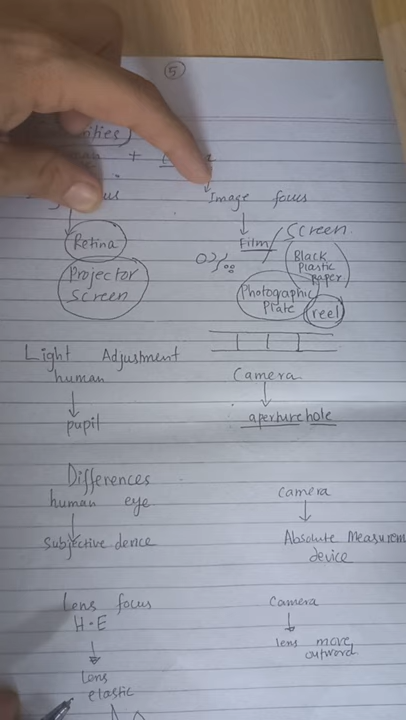 5
Image focus
Retina
Film/Screen
Black
Plastic
paper
Projector
Screen
Photographic
Plate
reel
Light Adjustment
human
Camera
pupil
aperture hole
Differences
human eye
Camera
Subjective device
Absolute Measurem
device
Lens focus
H.E
Camera
lens
elastic
lens move
outword